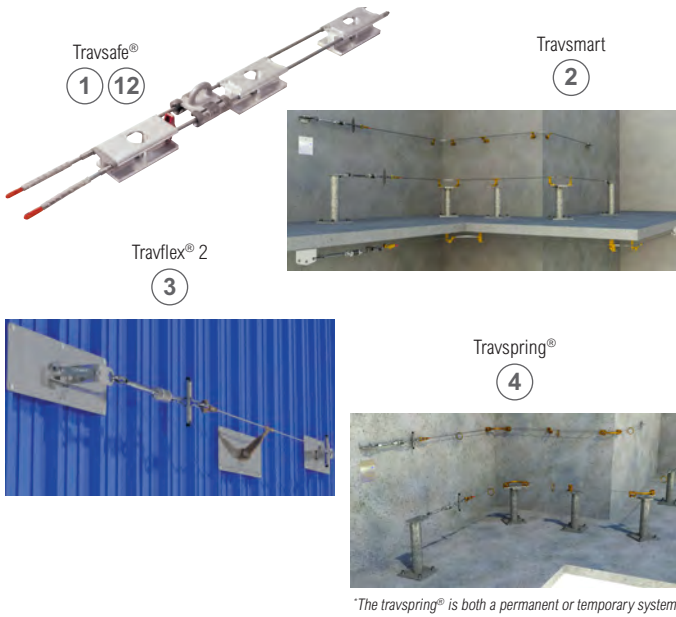 Travsafe®
1 12
Travsmart
2
Travflex® 2
3
Travspring®
4
*The travspring® is both a permanent or temporary system